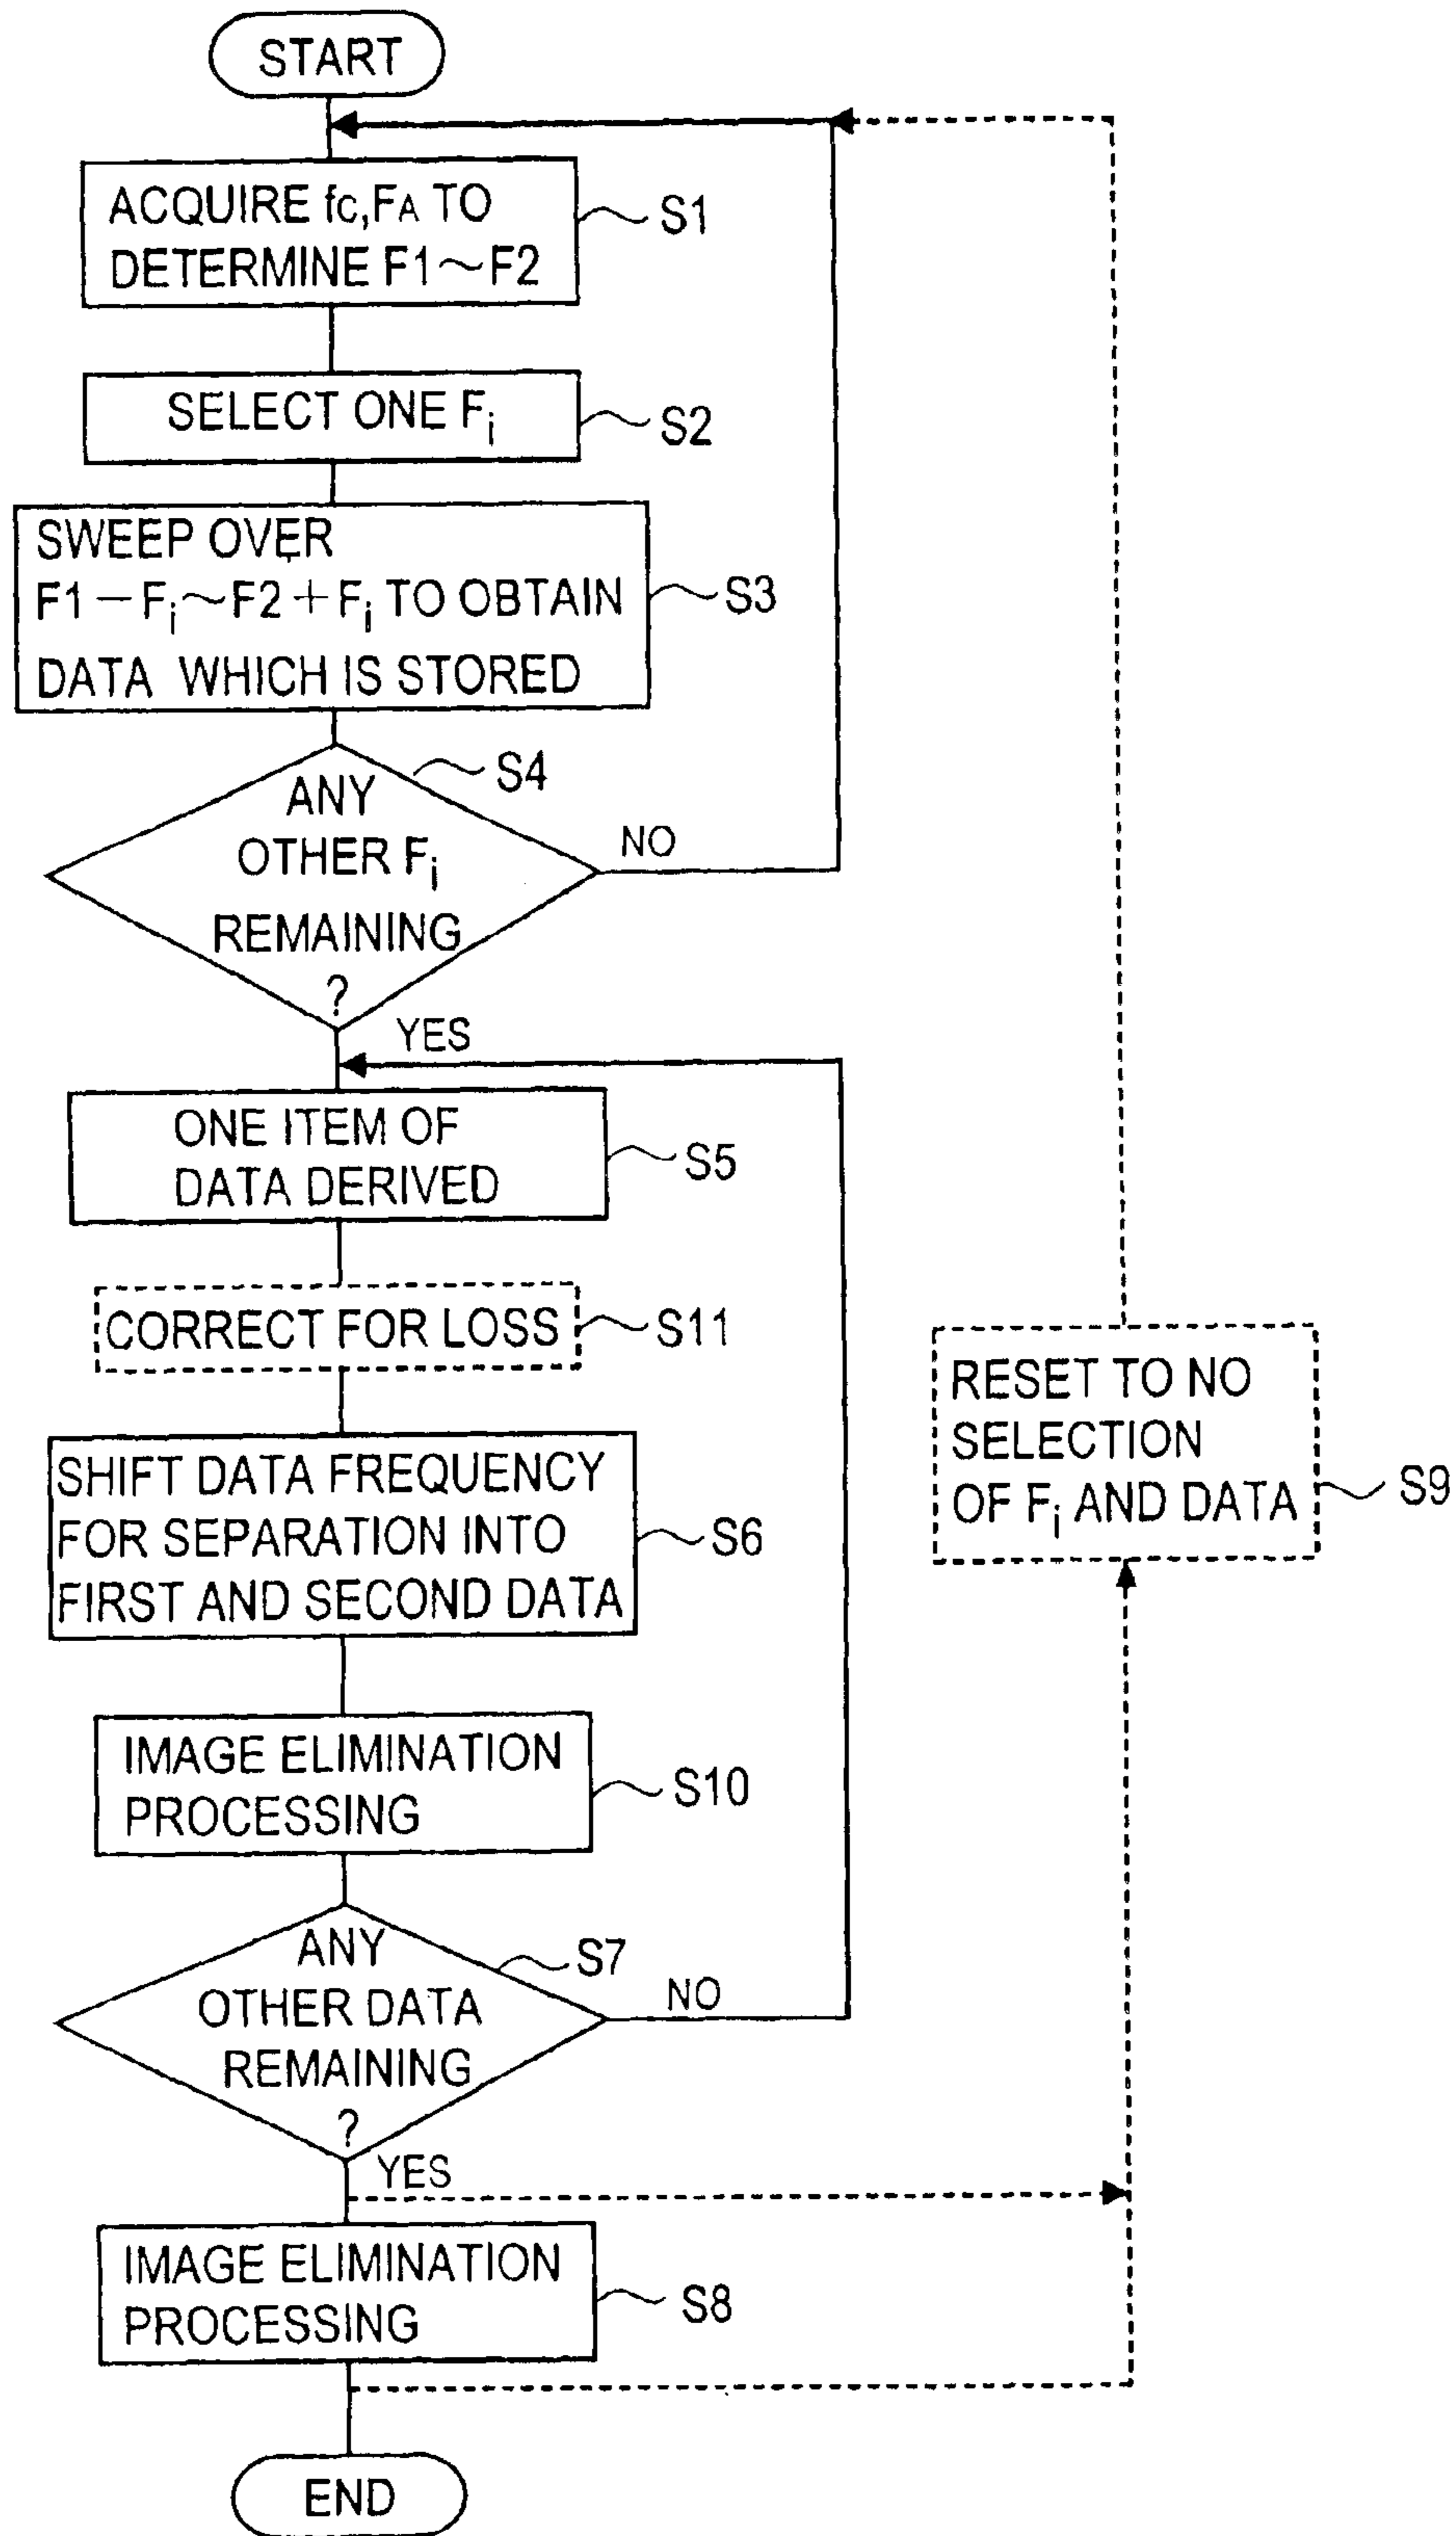 START
ACQUIRE fC,FA TO
DETERMINE F1~F2
S1
SELECT ONE Fi
S2
SWEEP OVER
F1-Fi~F2+Fi TO OBTAIN
DATA WHICH IS STORED
S3
S4
ANY
OTHER Fi
REMAINING
?
NO
YES
ONE ITEM OF
DATA DERIVED
S5
CORRECT FOR LOSS
S11
SHIFT DATA FREQUENCY
FOR SEPARATION INTO
FIRST AND SECOND DATA
S6
RESET TO NO
SELECTION
OF Fi AND DATA
S9
IMAGE ELIMINATION
PROCESSING
S10
ANY
OTHER DATA
REMAINING
?
S7
NO
YES
IMAGE ELIMINATION
PROCESSING
S8
END